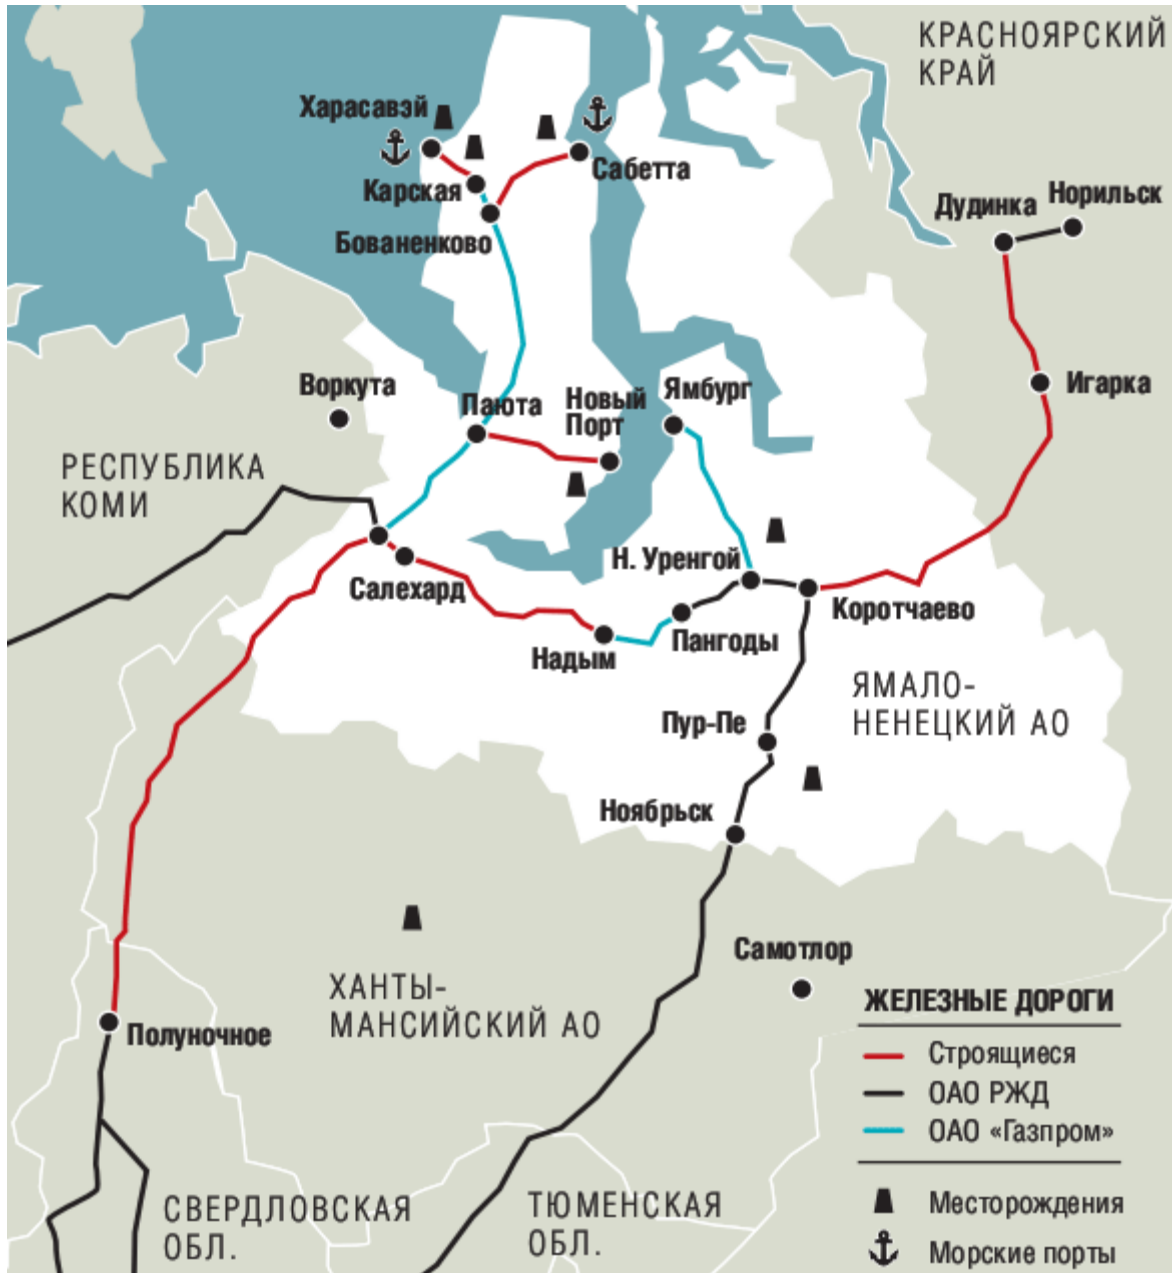 КРАСНОЯРСКИЙ
КРАЙ
Харасавэй
Сабетта
Карская
Дудинка
Норильск
Бованенково
Воркута
Паюта
Новый
Порт
Ямбург
Игарка
РЕСПУБЛИКА
КОМИ
Н. Уренгой
Салехард
Коротчаево
Надым
Пангоды
ЯМАЛО-
НЕНЕЦКИЙ АО
Пур-Пе
Ноябрьск
Самотлор
ХАНТЫ-
МАНСИЙСКИЙ АО
Полуночное
СВЕРДЛОВСКАЯ
ОБЛ.
ТЮМЕНСКАЯ
ОБЛ.
ЖЕЛЕЗНЫЕ ДОРОГИ
Строящиеся
ОАО РЖД
ОАО «Газпром»
Месторождения
Морские порты